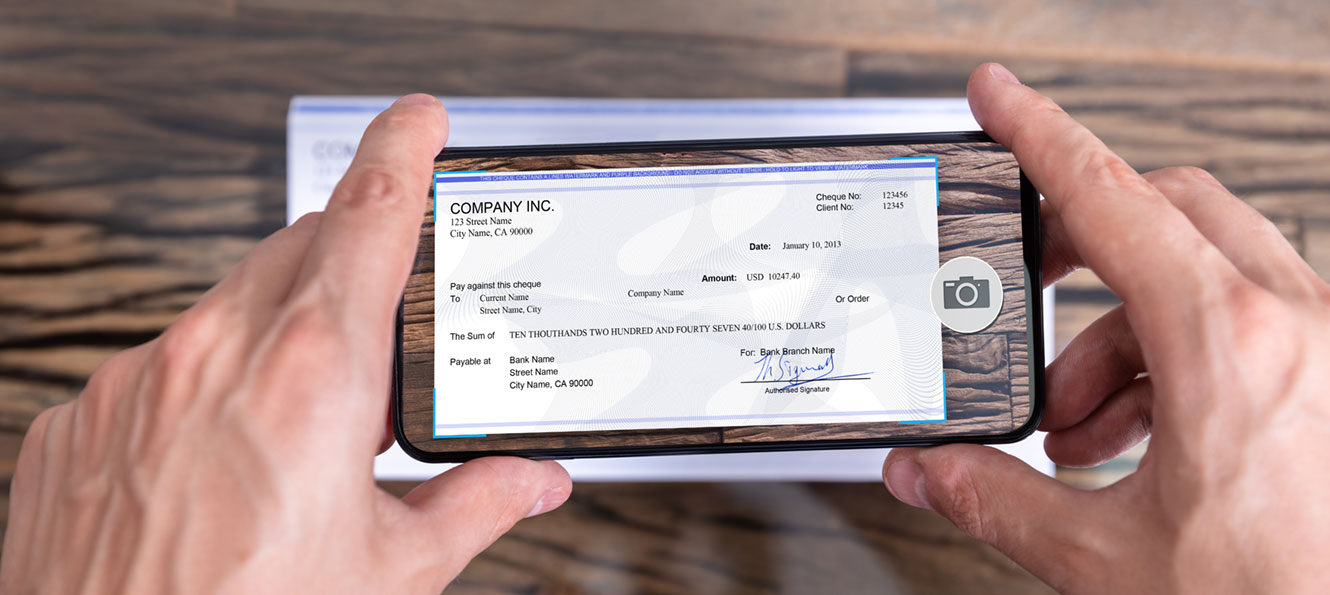 THIS CHEQUE CONTAINS A LINES WATERMARK AND PURPLE BACKGROUND - DO NOT ACCEPT WITHOUT EITHER - HOLD TO LIGHT TO VERIFY WATERMARK
COMPANY INC.
123 Street Name
City Name, CA 90000
Cheque No: 123456
Client No: 12345
Date: January 10, 2013
Amount: USD 10247.40
Pay against this cheque
To Current Name Company Name Or Order
Street Name, City
The Sum of TEN THOUTHANDS TWO HUNDRED AND FOURTY SEVEN 40/100 U.S. DOLLARS
Payable at Bank Name
Street Name
City Name, CA 90000
For: Bank Branch Name
Authorised Signature